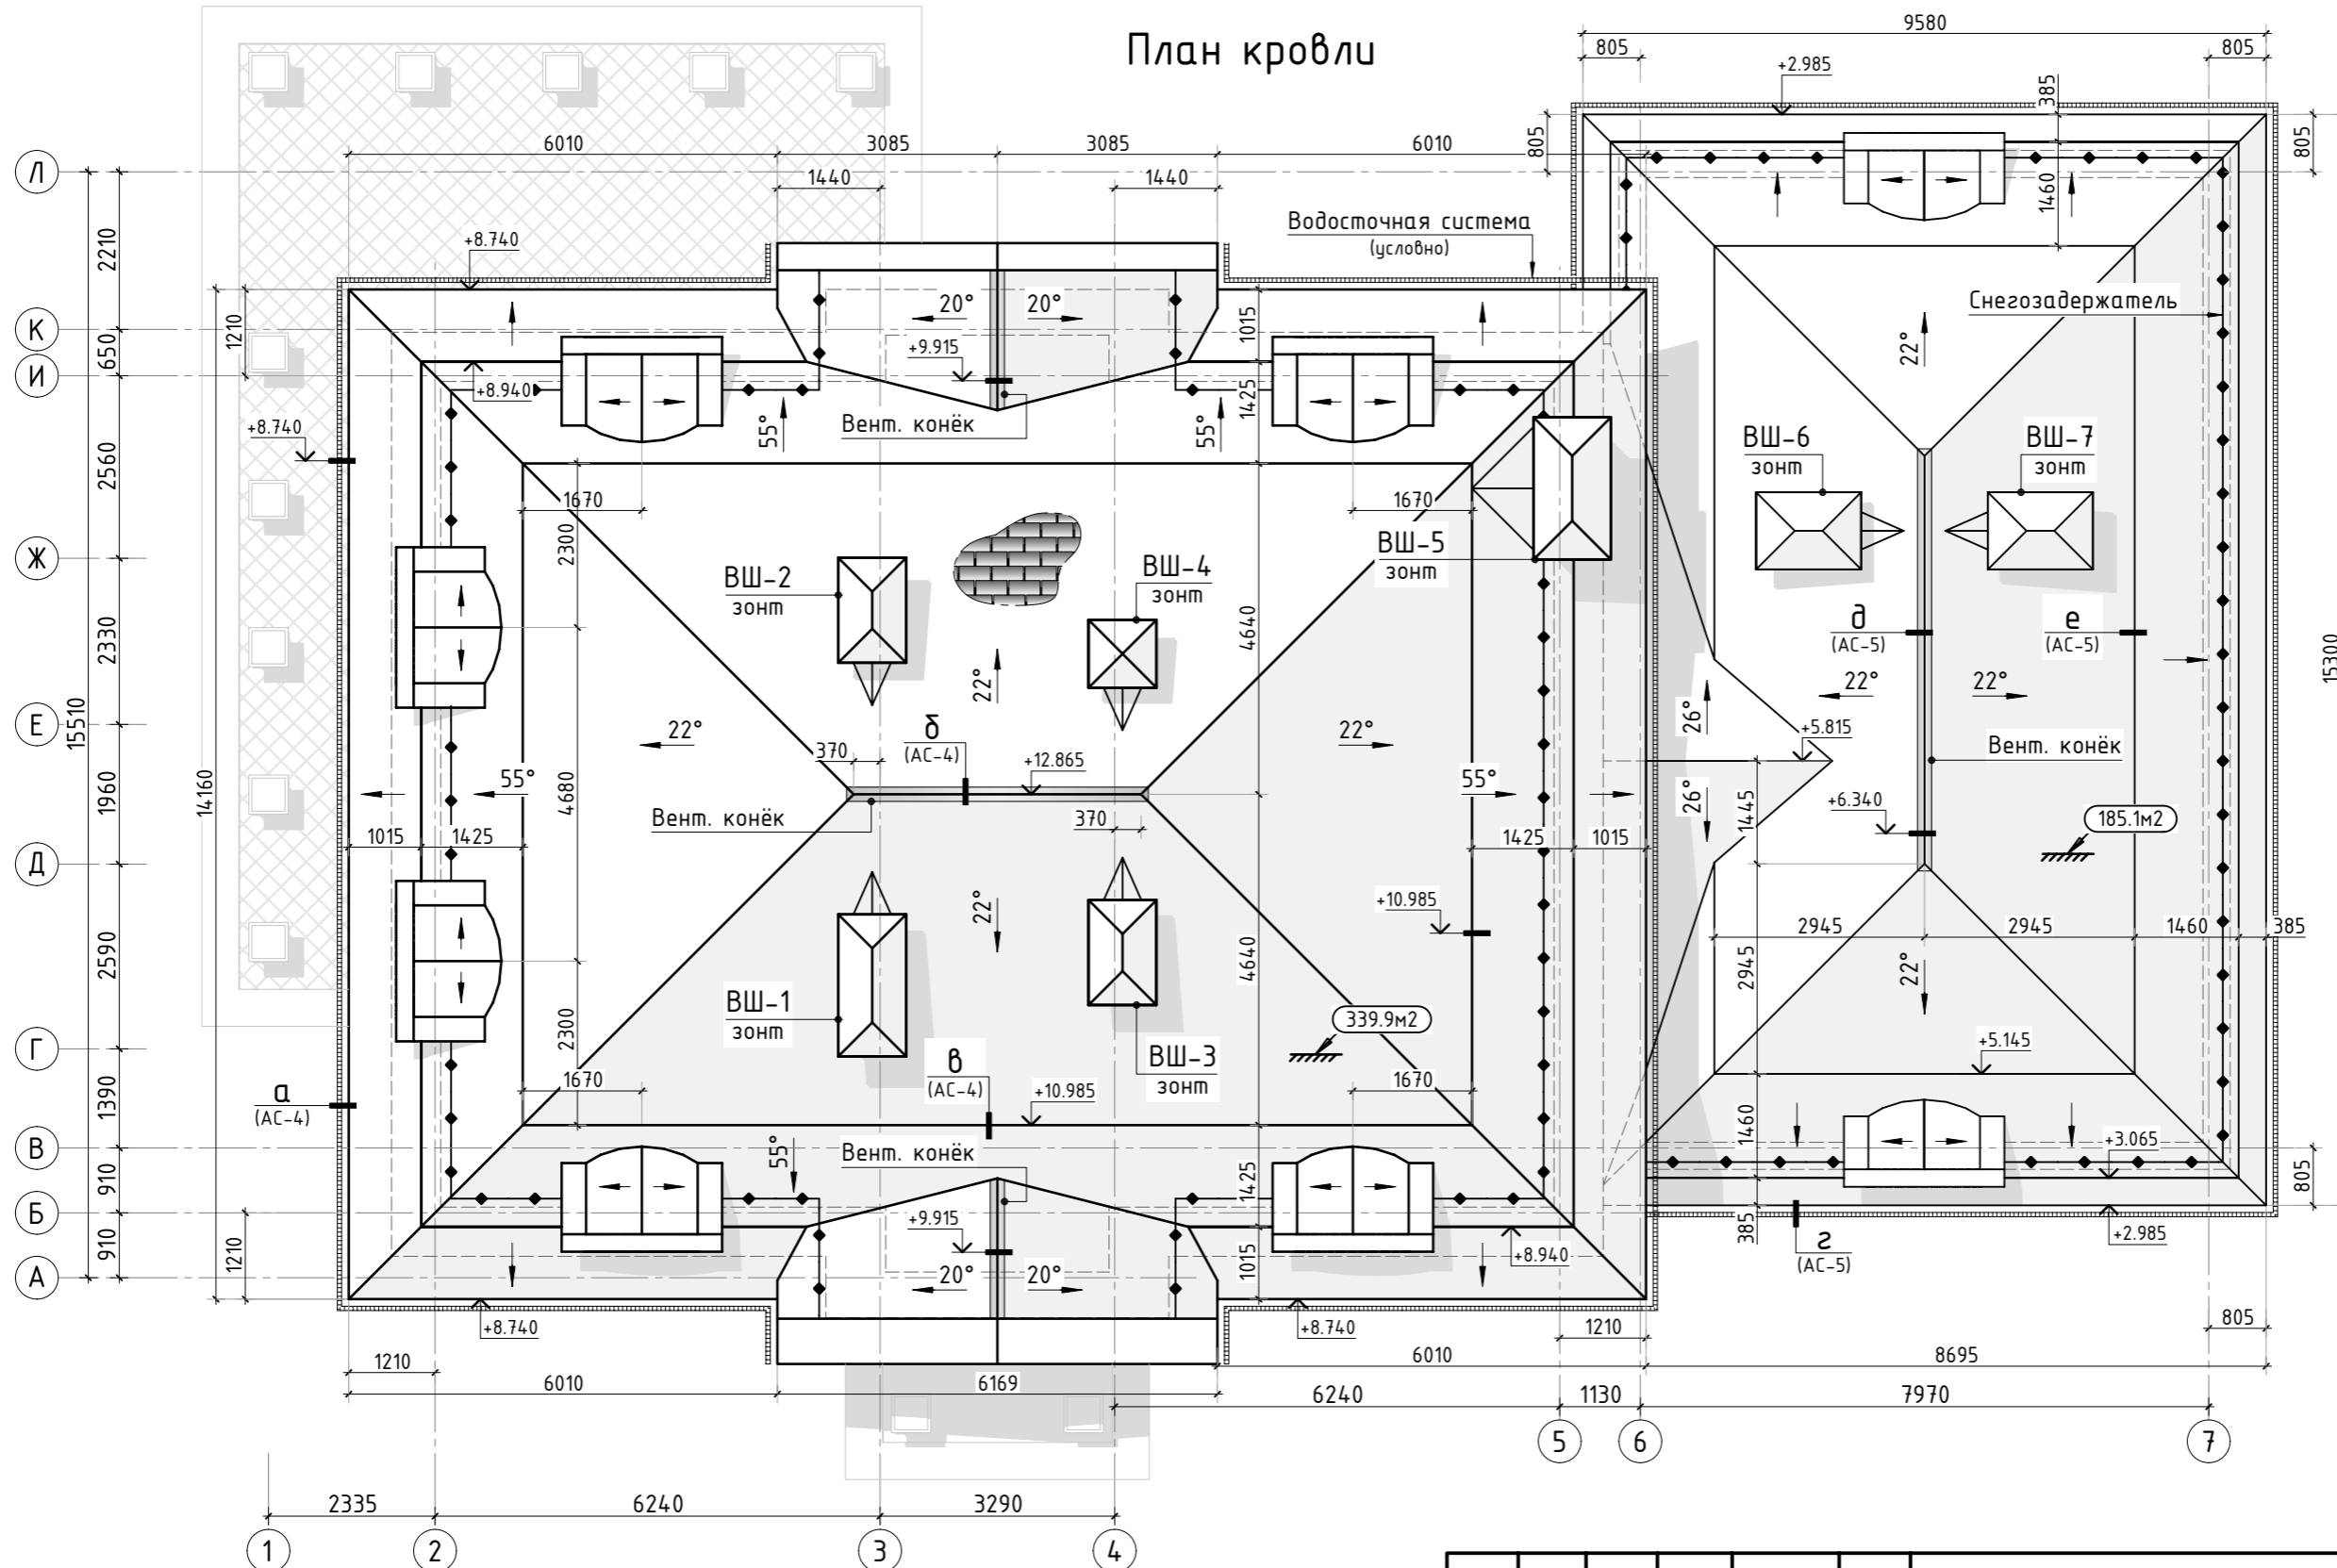 План кровли
9580
805
805
+2.985
385
805
805
1460
6010
3085
3085
6010
1440
1440
Водосточная система
(условно)
Снегозадержатель
Л
К
И
Ж
Е
Д
Г
В
Б
А
2210
650
2560
2330
1960
2590
1390
910
910
15510
14160
1210
1210
15300
+8.740
+8.940
+8.740
20°
20°
+9.915
Вент. конёк
55°
55°
1015
1425
1670
1670
2300
4680
2300
ВШ-2
зонт
ВШ-4
зонт
ВШ-5
зонт
ВШ-6
зонт
ВШ-7
зонт
22°
22°
4640
4640
д
(АС-5)
е
(АС-5)
22°
22°
26°
26°
+5.815
Вент. конёк
+6.340
1445
185.1м2
б
(АС-4)
370
+12.865
370
22°
22°
55°
55°
Вент. конёк
1015
1425
1425
1015
22°
+10.985
2945
2945
1460
385
2945
22°
ВШ-1
зонт
ВШ-3
зонт
339.9м2
в
(АС-4)
+10.985
а
(АС-4)
1670
1670
+5.145
1460
+3.065
385
805
+2.985
г
(АС-5)
55°
Вент. конёк
1425
1015
+9.915
20°
20°
+8.940
+8.740
+8.740
1210
1210
805
6010
6169
6010
8695
6240
1130
7970
5
6
7
2335
6240
3290
1
2
3
4